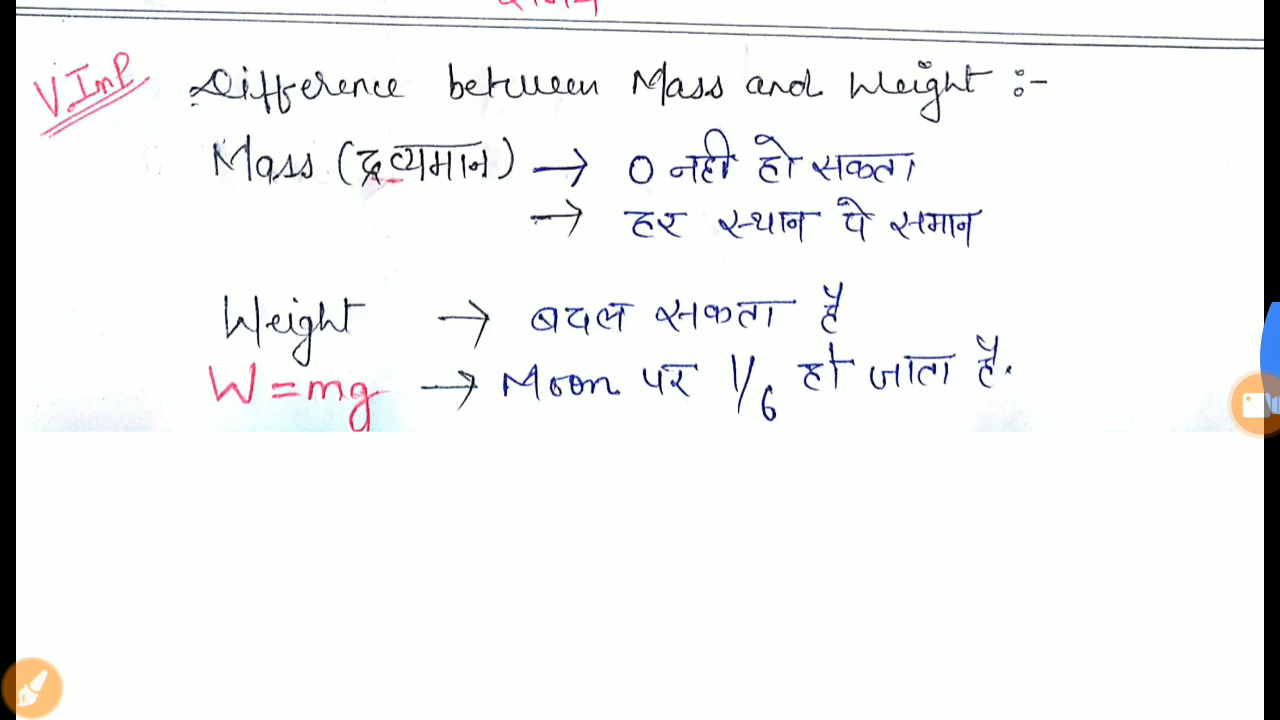 V.Imp Difference between Mass and Weight :-
Mass (द्रव्यमान) → 0 नही हो सकता
→ हर स्थान पे समान
Weight → बदल सकता है
W = mg → Moon पर 1/6 हो जाता है.